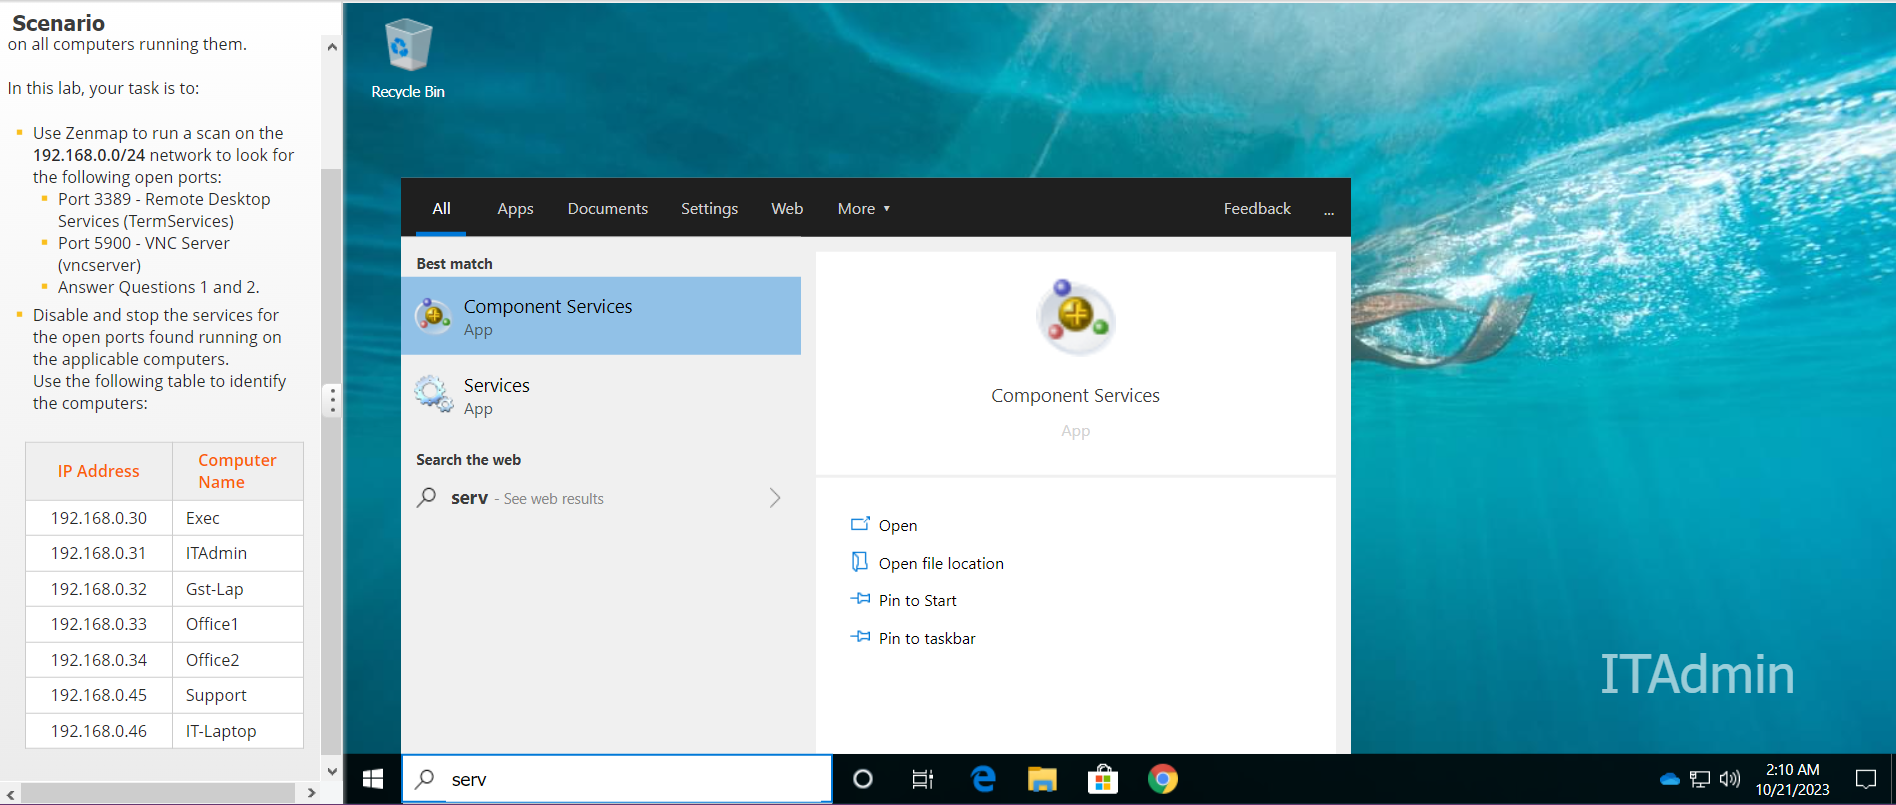 Scenario
on all computers running them.
In this lab, your task is to:
Use Zenmap to run a scan on the
192.168.0.0/24 network to look for
the following open ports:
Port 3389 - Remote Desktop
Services (TermServices)
Port 5900 - VNC Server
(vncserver)
Answer Questions 1 and 2.
Disable and stop the services for
the open ports found running on
the applicable computers.
Use the following table to identify
the computers:
IP Address
Computer
Name
192.168.0.30 Exec
192.168.0.31 ITAdmin
192.168.0.32 Gst-Lap
192.168.0.33 Office1
192.168.0.34 Office2
192.168.0.45 Support
192.168.0.46 IT-Laptop
Recycle Bin
All Apps Documents Settings Web More Feedback ...
Best match
Component Services
App
Services
App
Search the web
serv - See web results
Component Services
App
Open
Open file location
Pin to Start
Pin to taskbar
ITAdmin
serv
2:10 AM
10/21/2023